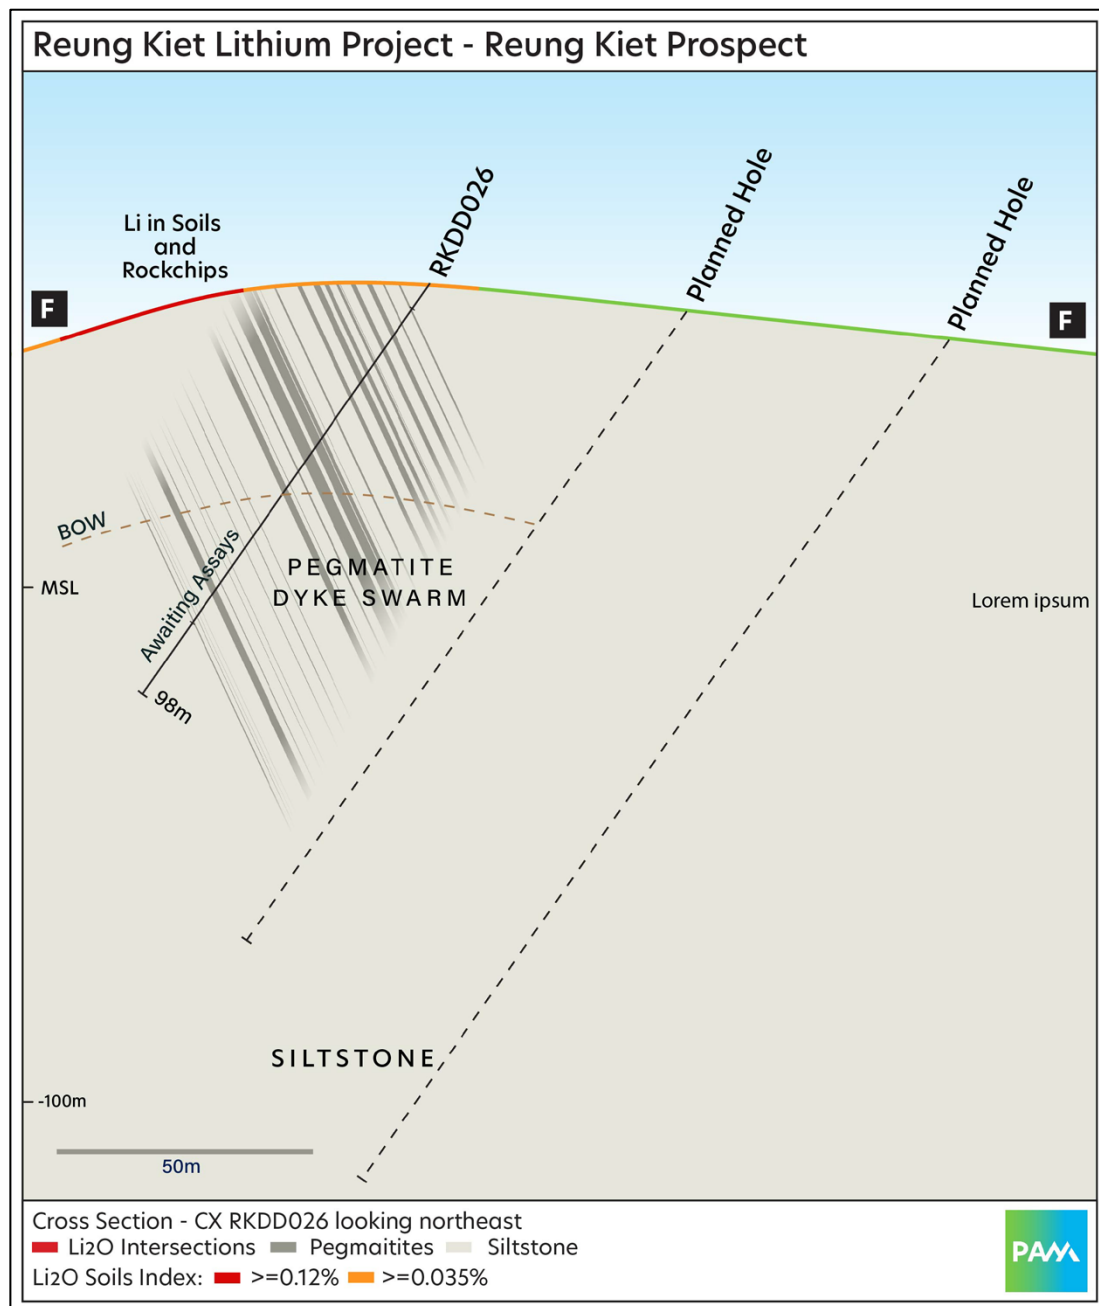 Reung Kiet Lithium Project - Reung Kiet Prospect
Li in Soils
and
Rockchips
RKDD026
Planned Hole
Planned Hole
F
F
BOW
MSL
Awaiting Assays
98m
PEGMATITE
DYKE SWARM
Lorem ipsum
SILTSTONE
-100m
50m
Cross Section - CX RKDD026 looking northeast
Li2O Intersections Pegmaitites Siltstone
Li2O Soils Index: >=0.12% >=0.035%
PAM